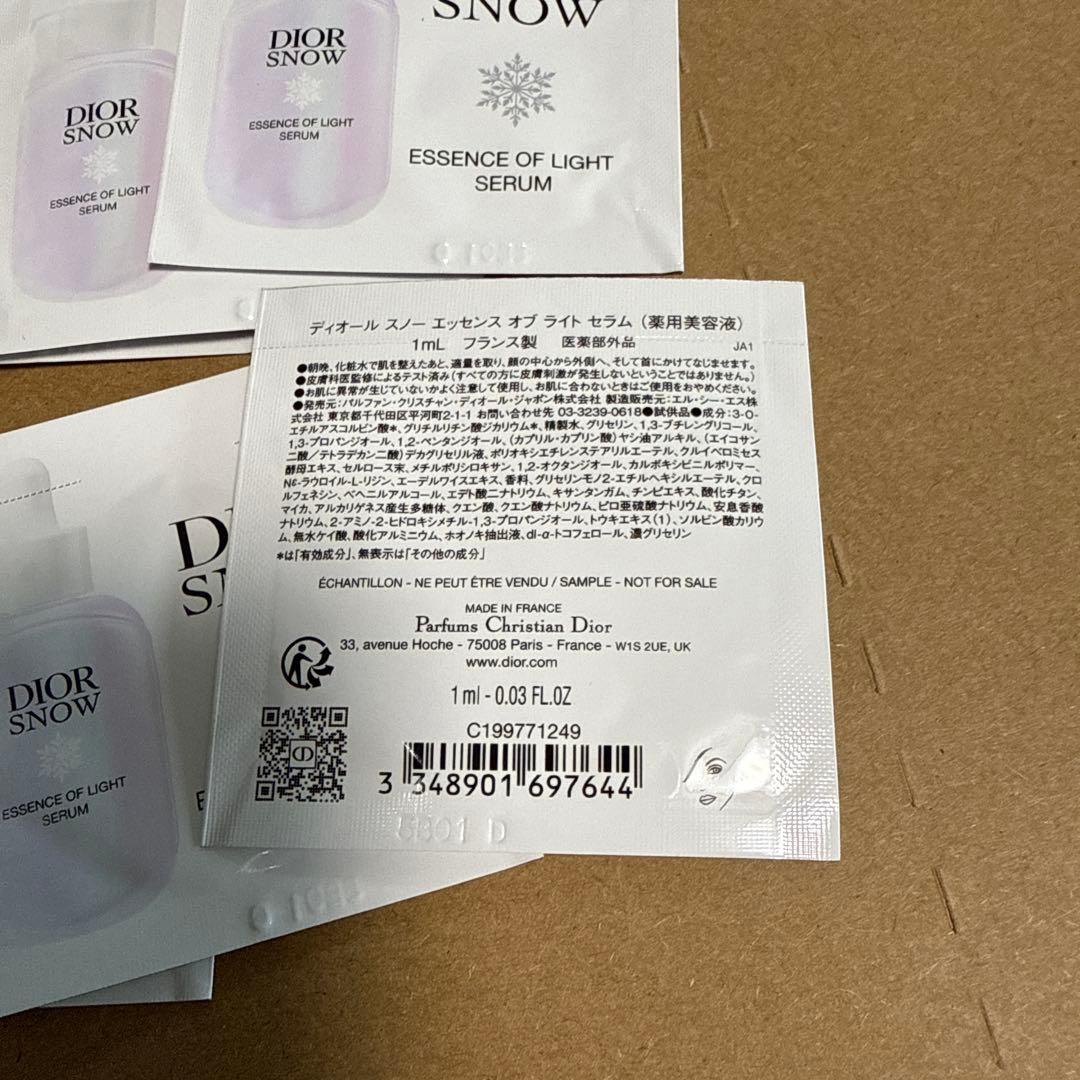 SNOW
DIOR
SNOW
ESSENCE OF LIGHT
SERUM
ESSENCE OF LIGHT
SERUM
DIOR
SNOW
ESSENCE OF LIGHT
SERUM
ディオール スノー エッセンス オブ ライト セラム（薬用美容液）
1mL フランス製 医薬部外品 JA1
●朝晩、化粧水で肌を整えたあと、適量を取り、顔の中心から外側へ、そして首にかけてなじませます。
●皮膚科医監修によるテスト済み（すべての方に皮膚刺激が発生しないということではありません。）
●お肌に異常が生じていないかよく注意して使用し、お肌に合わないときはご使用をおやめください。
●発売元：パルファン・クリスチャン・ディオール・ジャポン株式会社 製造販売元：エル・シー・エス株
式会社 東京都千代田区平河町2-1-1 お問い合わせ先 03-3239-0618●試供品●成分：3-O-
エチルアスコルビン酸*、グリチルリチン酸ジカリウム*、精製水、グリセリン、1,3-ブチレングリコール、
1,3-プロパンジオール、1,2-ペンタンジオール、（カプリル・カプリン酸）ヤシ油アルキル、（エイコサン
二酸／テトラデカン二酸）デカグリセリル液、ポリオキシエチレンステアリルエーテル、クルイベロミセス
酵母エキス、セルロース末、メチルポリシロキサン、1,2-オクタンジオール、カルボキシビニルポリマー、
Nε-ラウロイル-L-リジン、エーデルワイスエキス、香料、グリセリンモノ2-エチルヘキシルエーテル、クロ
ルフェネシン、ベヘニルアルコール、エデト酸二ナトリウム、キサンタンガム、チンピエキス、酸化チタン、
マイカ、アルカリゲネス産生多糖体、クエン酸、クエン酸ナトリウム、ピロ亜硫酸ナトリウム、安息香酸
ナトリウム、2-アミノ-2-ヒドロキシメチル-1,3-プロパンジオール、トウキエキス（1）、ソルビン酸カリウ
ム、無水ケイ酸、酸化アルミニウム、ホオノキ抽出液、dl-α-トコフェロール、濃グリセリン
*は「有効成分」、無表示は「その他の成分」
ÉCHANTILLON - NE PEUT ÊTRE VENDU / SAMPLE - NOT FOR SALE
MADE IN FRANCE
Parfums Christian Dior
33, avenue Hoche - 75008 Paris - France - W1S 2UE, UK
www.dior.com
1 ml - 0.03 FL.OZ
C199771249
3 348901 697644
5301 D
DIOR
SNOW
ESSENCE OF LIGHT
SERUM